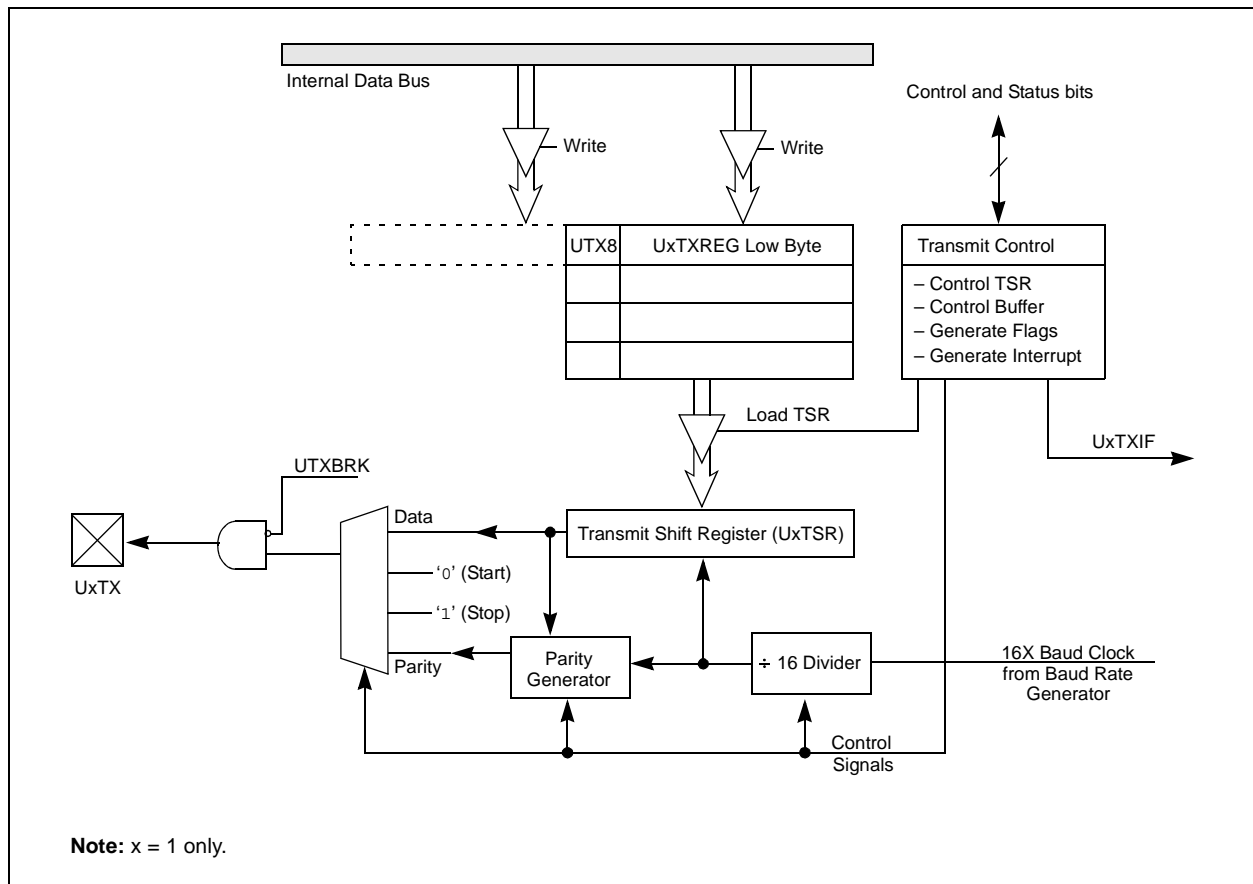 Internal Data Bus
Control and Status bits
Write
Write
UTX8
UxTXREG Low Byte
Transmit Control
– Control TSR
– Control Buffer
– Generate Flags
– Generate Interrupt
Load TSR
UxTXIF
UTXBRK
Data
Transmit Shift Register (UxTSR)
UxTX
‘0’ (Start)
‘1’ (Stop)
Parity
Parity
Generator
÷ 16 Divider
16X Baud Clock
from Baud Rate
Generator
Control
Signals
Note: x = 1 only.